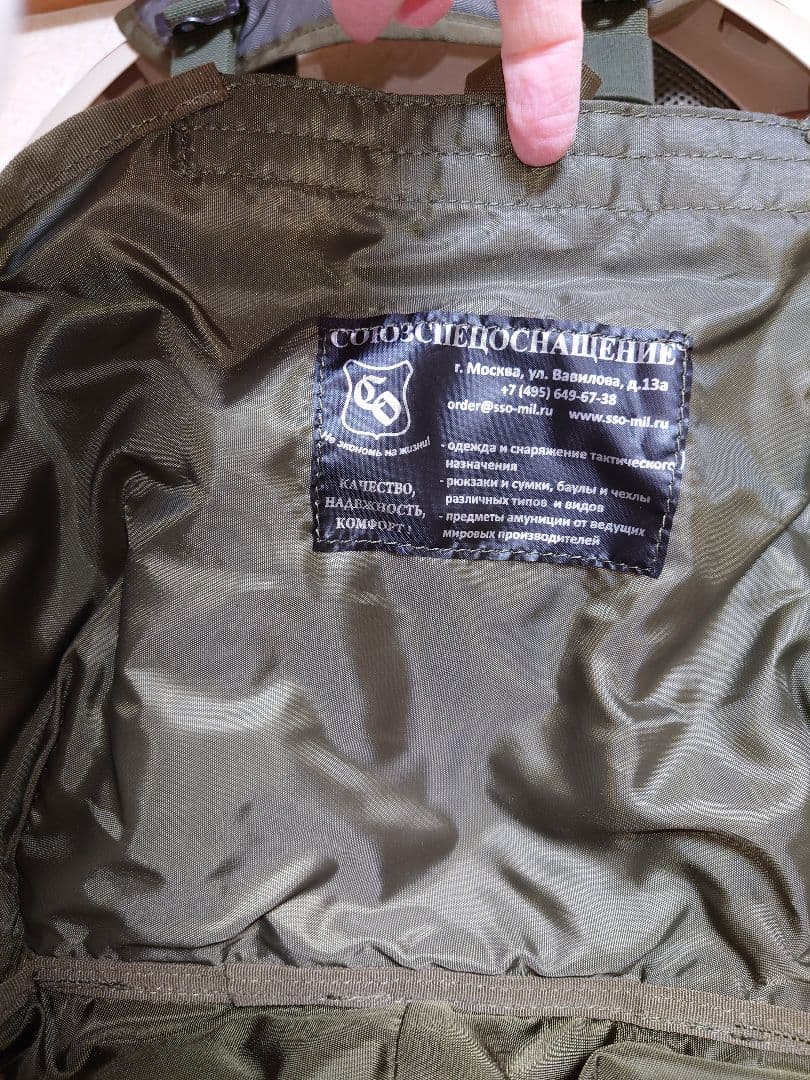 СОЮЗСПЕЦОСНАЩЕНИЕ
г. Москва, ул. Вавилова, д.13а
+7 (495) 649-67-38
order@sso-mil.ru www.sso-mil.ru
Не экономь на жизни!
КАЧЕСТВО,
НАДЕЖНОСТЬ,
КОМФОРТ!
- одежда и снаряжение тактического
назначения
- рюкзаки и сумки, баулы и чехлы
различных типов и видов
- предметы амуниции от ведущих
мировых производителей